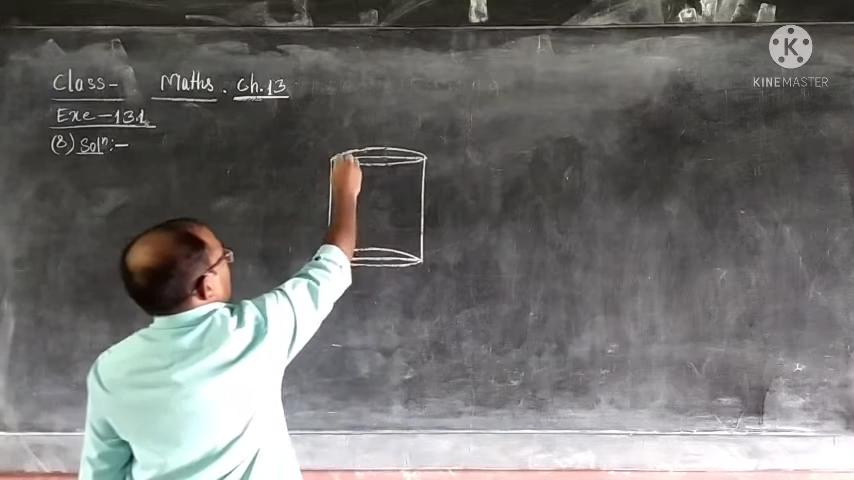 Class- Maths. Ch.13
Exe-13.1
(8) Solⁿ:-
K
KINEMASTER